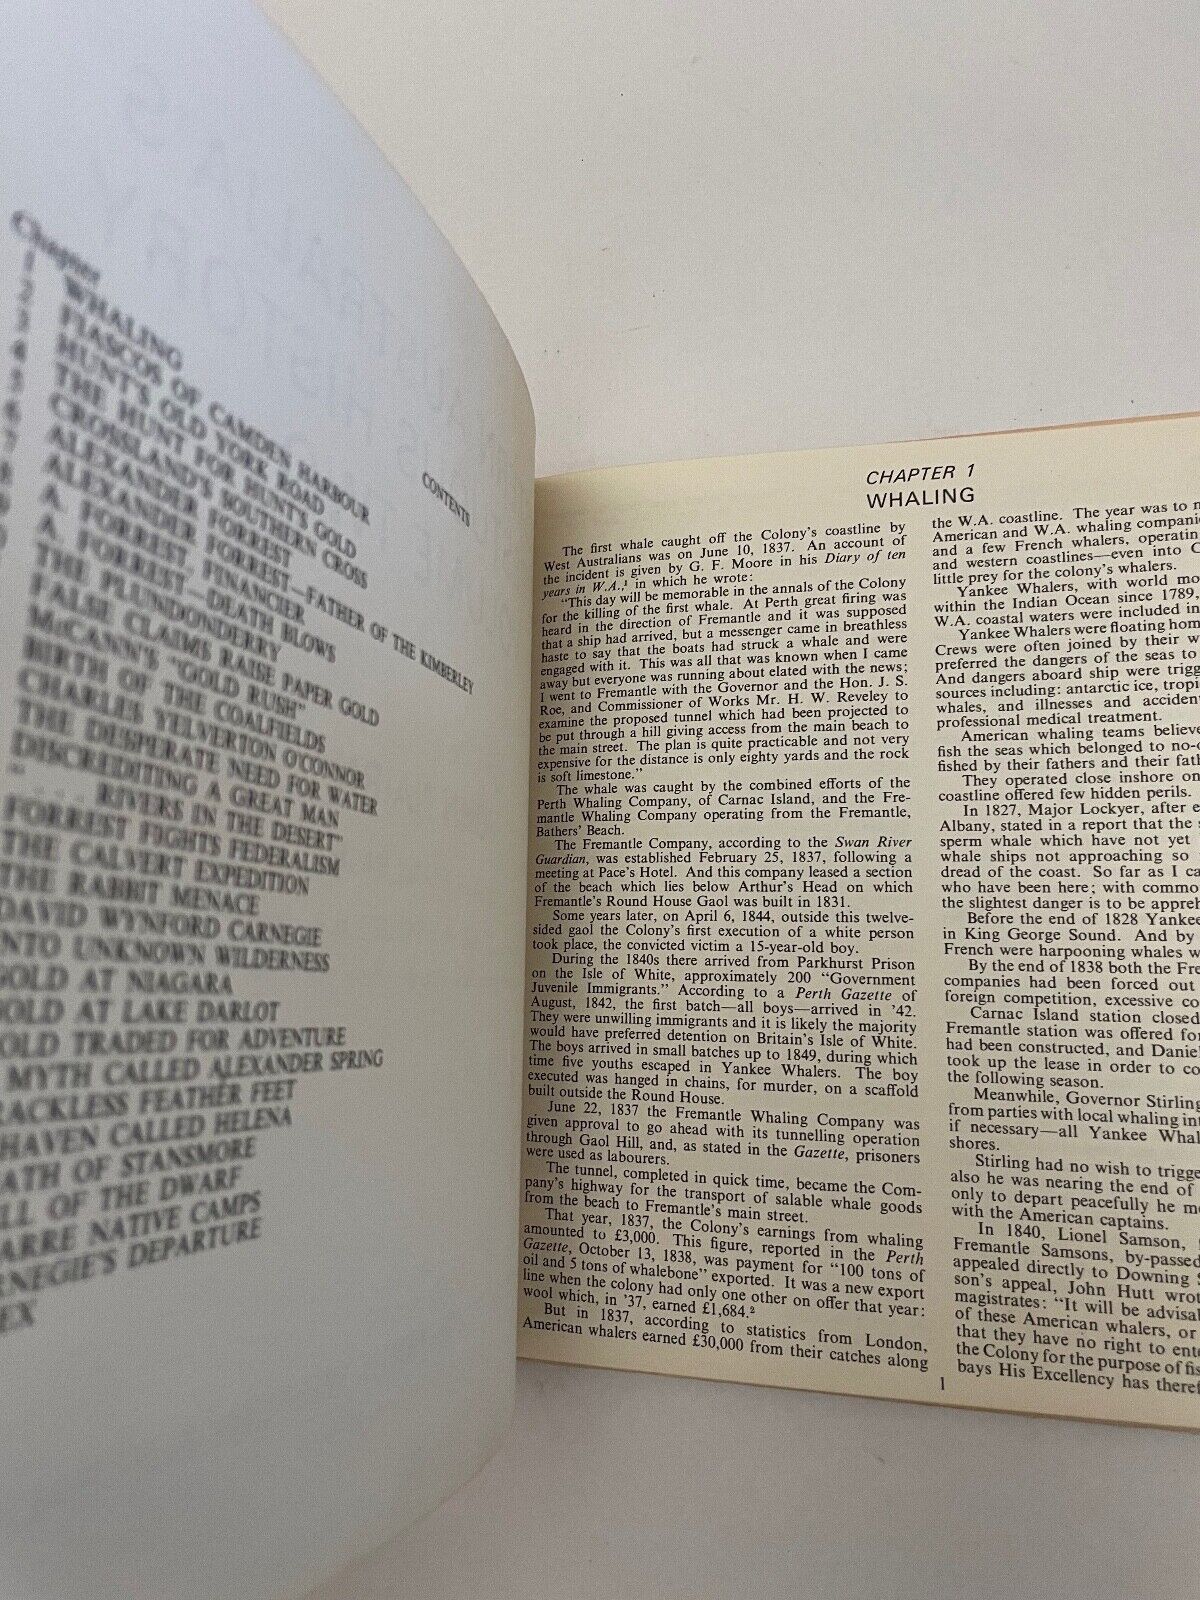 CONTENTS
Chapter
1 WHALING
2 FIASCOS OF CAMDEN HARBOUR
3 HUNT'S OLD YORK ROAD
4 THE HUNT FOR HUNT'S GOLD
5 CROSSLAND'S SOUTHERN CROSS
6 ALEXANDER FORREST
7 ALEXANDER FORREST—FATHER OF THE KIMBERLEY
8 A. FORREST, FINANCIER
9 A. FORREST, DEATH BLOWS
THE PLUM PONDERRY
FALSE CLAIMS RAISE PAPER GOLD
McCANN'S "GOLD RUSH"
BIRTH OF THE COALFIELDS
CHARLES YELVERTON O'CONNOR
THE DESPERATE NEED FOR WATER
DISCREDITING A GREAT MAN
RIVERS IN THE DESERT"
FORREST FIGHTS FEDERALISM
THE CALVERT EXPEDITION
THE RABBIT MENACE
DAVID WYNFORD CARNEGIE
INTO UNKNOWN WILDERNESS
GOLD AT NIAGARA
GOLD AT LAKE DARLOT
OLD TRADED FOR ADVENTURE
MYTH CALLED ALEXANDER SPRING
RACKLESS FEATHER FEET
HAVEN CALLED HELENA
ATH OF STANSMORE
LL OF THE DWARF
ARRE NATIVE CAMPS
RNEGIE'S DEPARTURE
EX
CHAPTER 1
WHALING
The first whale caught off the Colony's coastline by
West Australians was on June 10, 1837. An account of
the incident is given by G. F. Moore in his Diary of ten
years in W.A.,¹ in which he wrote:
"This day will be memorable in the annals of the Colony
for the killing of the first whale. At Perth great firing was
heard in the direction of Fremantle and it was supposed
that a ship had arrived, but a messenger came in breathless
haste to say that the boats had struck a whale and were
engaged with it. This was all that was known when I came
away but everyone was running about elated with the news;
I went to Fremantle with the Governor and the Hon. J. S.
Roe, and Commissioner of Works Mr. H. W. Reveley to
examine the proposed tunnel which had been projected to
be put through a hill giving access from the main beach to
the main street. The plan is quite practicable and not very
expensive for the distance is only eighty yards and the rock
is soft limestone."
The whale was caught by the combined efforts of the
Perth Whaling Company, of Carnac Island, and the Fre-
mantle Whaling Company operating from the Fremantle,
Bathers' Beach.
The Fremantle Company, according to the Swan River
Guardian, was established February 25, 1837, following a
meeting at Pace's Hotel. And this company leased a section
of the beach which lies below Arthur's Head on which
Fremantle's Round House Gaol was built in 1831.
Some years later, on April 6, 1844, outside this twelve-
sided gaol the Colony's first execution of a white person
took place, the convicted victim a 15-year-old boy.
During the 1840s there arrived from Parkhurst Prison
on the Isle of White, approximately 200 "Government
Juvenile Immigrants." According to a Perth Gazette of
August, 1842, the first batch—all boys—arrived in '42.
They were unwilling immigrants and it is likely the majority
would have preferred detention on Britain's Isle of White.
The boys arrived in small batches up to 1849, during which
time five youths escaped in Yankee Whalers. The boy
executed was hanged in chains, for murder, on a scaffold
built outside the Round House.
June 22, 1837 the Fremantle Whaling Company was
given approval to go ahead with its tunnelling operation
through Gaol Hill, and, as stated in the Gazette, prisoners
were used as labourers.
The tunnel, completed in quick time, became the Com-
pany's highway for the transport of salable whale goods
from the beach to Fremantle's main street.
That year, 1837, the Colony's earnings from whaling
amounted to £3,000. This figure, reported in the Perth
Gazette, October 13, 1838, was payment for "100 tons of
oil and 5 tons of whalebone" exported. It was a new export
line when the colony had only one other on offer that year:
wool which, in '37, earned £1,684.²
But in 1837, according to statistics from London,
American whalers earned £30,000 from their catches along
the W.A. coastline. The year was to n
American and W.A. whaling compani
and a few French whalers, operatin
and western coastlines—even into C
little prey for the colony's whalers.
Yankee Whalers, with world mo
within the Indian Ocean since 1789,
W.A. coastal waters were included in
Yankee Whalers were floating hom
Crews were often joined by their w
preferred the dangers of the seas to
And dangers aboard ship were trigg
sources including: antarctic ice, tropi
whales, and illnesses and accident
professional medical treatment.
American whaling teams believe
fish the seas which belonged to no-o
fished by their fathers and their fath
They operated close inshore on
coastline offered few hidden perils.
In 1827, Major Lockyer, after e
Albany, stated in a report that the s
sperm whale which have not yet
whale ships not approaching so
dread of the coast. So far as I ca
who have been here; with commo
the slightest danger is to be appreh
Before the end of 1828 Yankee
in King George Sound. And by
French were harpooning whales w
By the end of 1838 both the Fre
companies had been forced out
foreign competition, excessive co
Carnac Island station closed
Fremantle station was offered for
had been constructed, and Daniel
took up the lease in order to co
the following season.
Meanwhile, Governor Stirling
from parties with local whaling int
if necessary—all Yankee Whal
shores.
Stirling had no wish to trigge
also he was nearing the end of
only to depart peacefully he me
with the American captains.
In 1840, Lionel Samson,
Fremantle Samsons, by-passed
appealed directly to Downing S
son's appeal, John Hutt wrot
magistrates: "It will be advisa
of these American whalers, or
that they have no right to ente
the Colony for the purpose of fis
bays His Excellency has theref
1